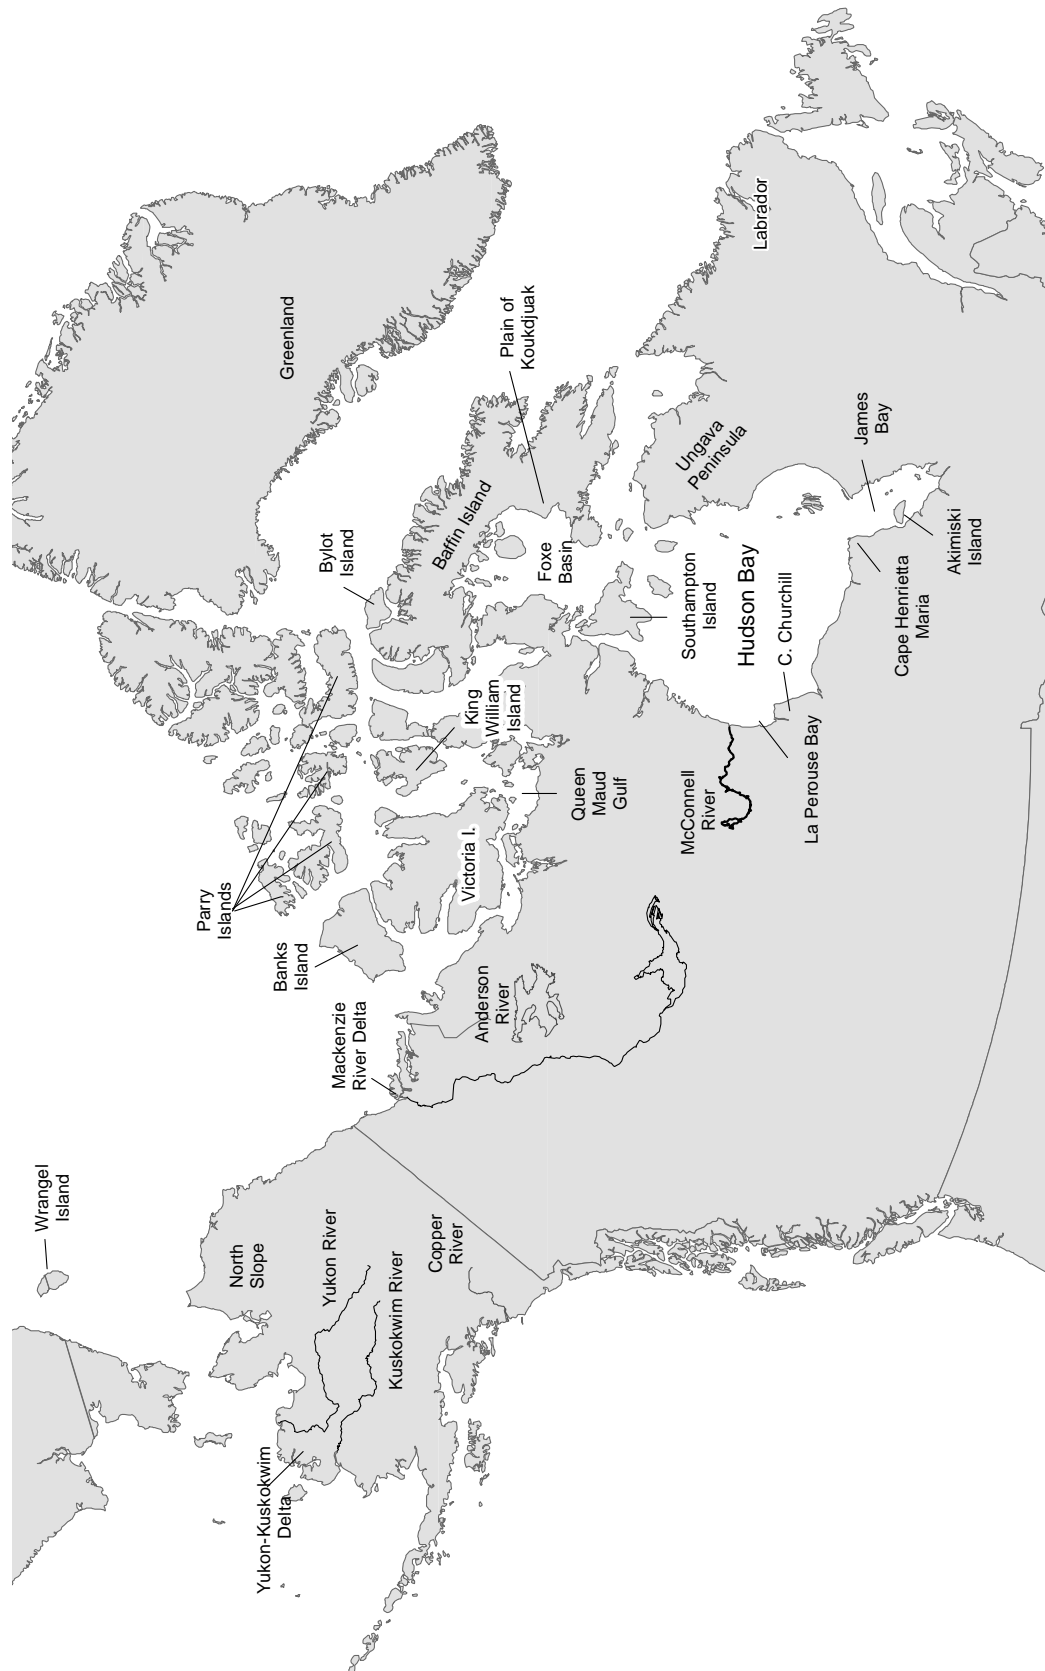 Wrangel
Island
North
Slope
Yukon River
Kuskokwim River
Copper
River
Yukon-Kuskokwim
Delta
Mackenzie
River Delta
Anderson
River
Banks
Island
Parry
Islands
Victoria I.
King
William
Island
Queen
Maud
Gulf
Bylot
Island
Baffin Island
Greenland
Foxe
Basin
Plain of
Koukdjuak
Southampton
Island
Hudson Bay
C. Churchill
La Perouse Bay
McConnell
River
Cape Henrietta
Maria
Akimiski
Island
James
Bay
Ungava
Peninsula
Labrador